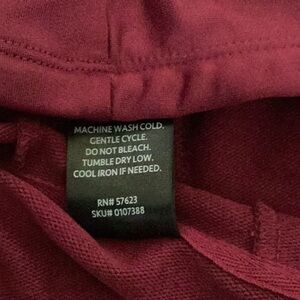 MACHINE WASH COLD.
GENTLE CYCLE.
DO NOT BLEACH.
TUMBLE DRY LOW.
COOL IRON IF NEEDED.
RN# 57623
SKU# 0107388